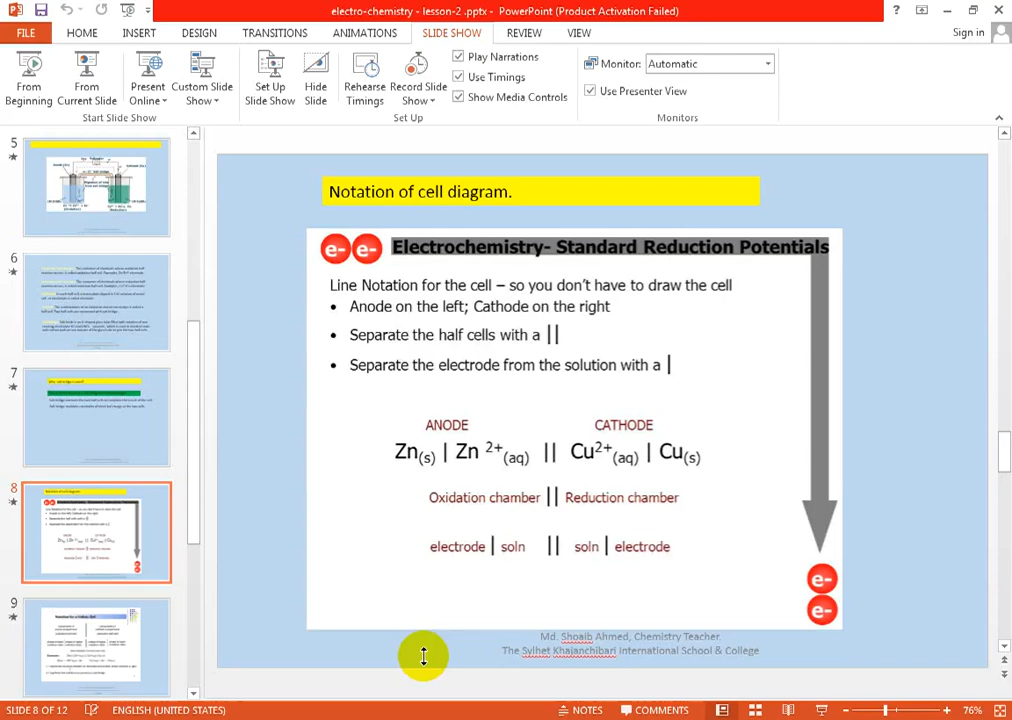 electro-chemistry - lesson-2 .pptx - PowerPoint (Product Activation Failed)
FILE HOME INSERT DESIGN TRANSITIONS ANIMATIONS SLIDE SHOW REVIEW VIEW Sign in
From Beginning
From Current Slide
Present Online
Custom Slide Show
Set Up Slide Show
Hide Slide
Rehearse Timings
Record Slide Show
Play Narrations
Use Timings
Show Media Controls
Monitor: Automatic
Use Presenter View
Start Slide Show Set Up Monitors
5
6
7
8
9
Notation of cell diagram.
e- e- Electrochemistry- Standard Reduction Potentials
Line Notation for the cell – so you don't have to draw the cell
• Anode on the left; Cathode on the right
• Separate the half cells with a ||
• Separate the electrode from the solution with a |
ANODE CATHODE
Zn(s) | Zn 2+(aq) || Cu2+(aq) | Cu(s)
Oxidation chamber || Reduction chamber
electrode | soln || soln | electrode
e-
e-
Md. Shoaib Ahmed, Chemistry Teacher.
The Sylhet Khajanchibari International School & College
SLIDE 8 OF 12 ENGLISH (UNITED STATES) NOTES COMMENTS 76%